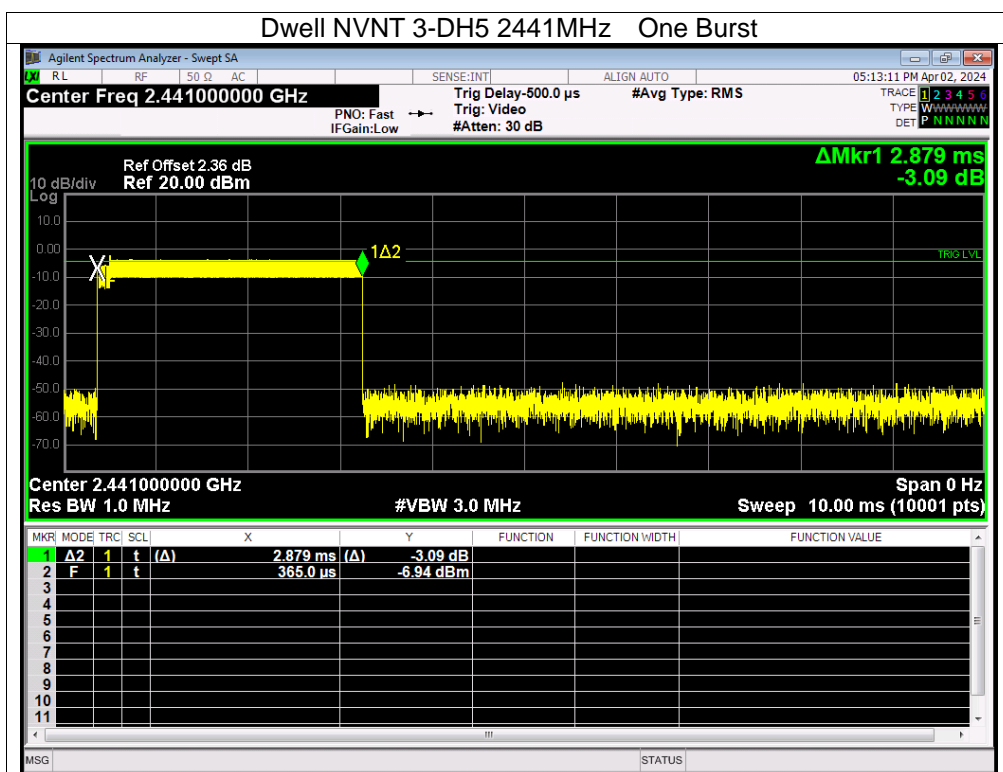 Dwell NVNT 3-DH5 2441MHz One Burst
Agilent Spectrum Analyzer - Swept SA
LXI RL RF 50 Ω AC SENSE:INT ALIGN AUTO 05:13:11 PM Apr 02, 2024
Center Freq 2.441000000 GHz Trig Delay-500.0 µs #Avg Type: RMS TRACE 1 2 3 4 5 6
PNO: Fast Trig: Video TYPE WWWWWW
IFGain:Low #Atten: 30 dB DET P N N N N N
ΔMkr1 2.879 ms
-3.09 dB
Ref Offset 2.36 dB
10 dB/div Ref 20.00 dBm
Log
10.0
0.00
1Δ2
TRIG LVL
-10.0
-20.0
-30.0
-40.0
-50.0
-60.0
-70.0
Center 2.441000000 GHz Span 0 Hz
Res BW 1.0 MHz #VBW 3.0 MHz Sweep 10.00 ms (10001 pts)
MKR MODE TRC SCL X Y FUNCTION FUNCTION WIDTH FUNCTION VALUE
1 Δ2 1 t (Δ) 2.879 ms (Δ) -3.09 dB
2 F 1 t 365.0 µs -6.94 dBm
3
4
5
6
7
8
9
10
11
MSG STATUS